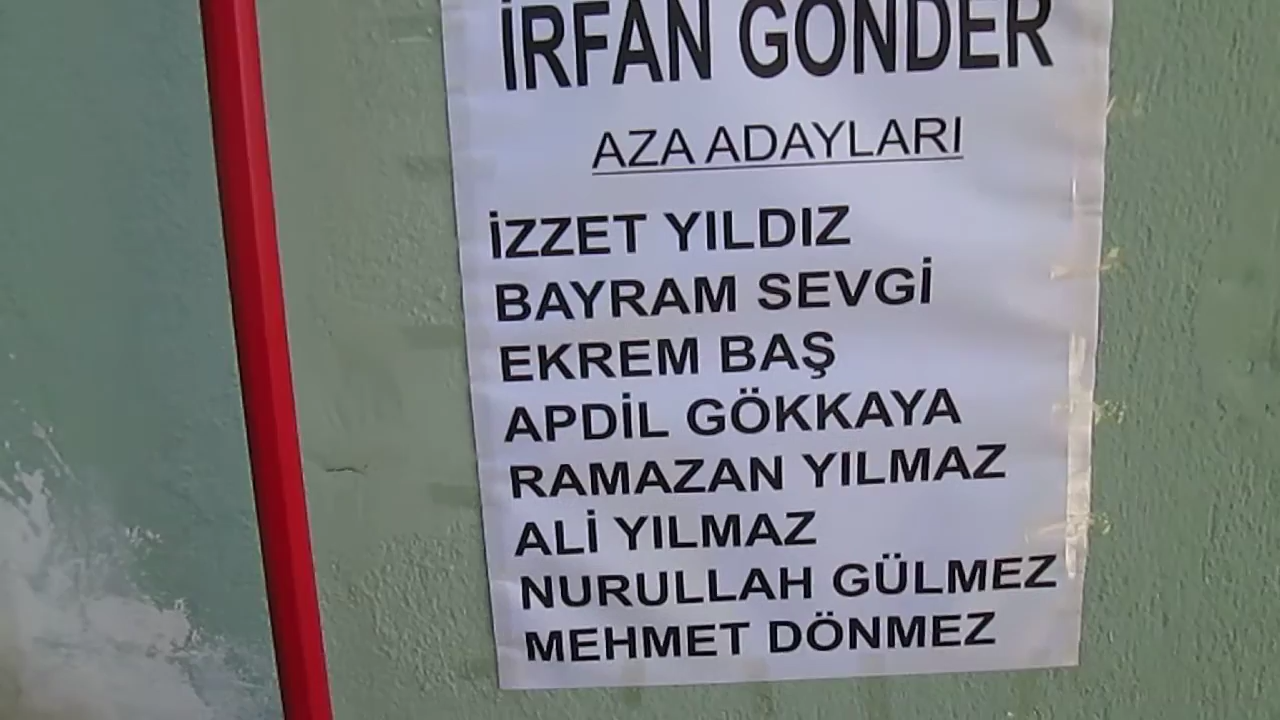 İRFAN GÖNDER
AZA ADAYLARI
İZZET YILDIZ
BAYRAM SEVGİ
EKREM BAŞ
APDİL GÖKKAYA
RAMAZAN YILMAZ
ALİ YILMAZ
NURULLAH GÜLMEZ
MEHMET DÖNMEZ